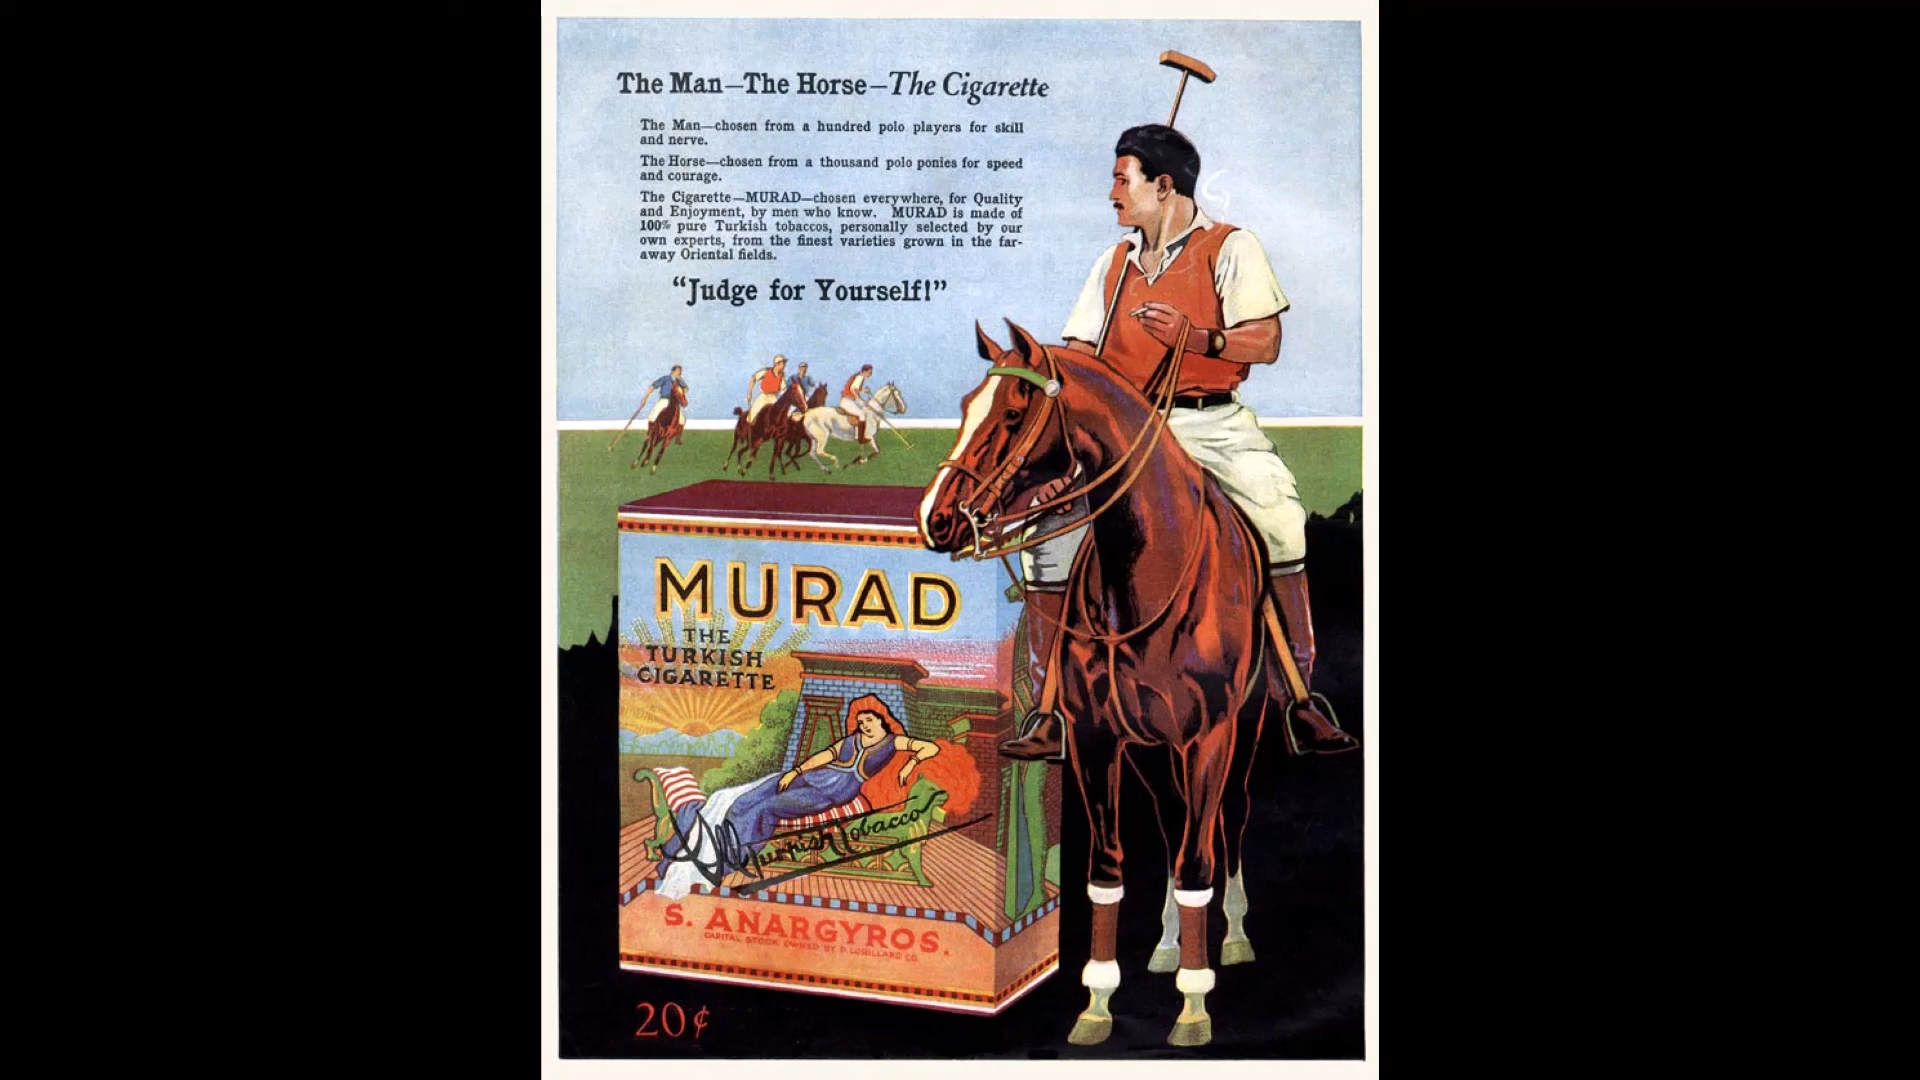 The Man—The Horse—The Cigarette
The Man—chosen from a hundred polo players for skill
and nerve.
The Horse—chosen from a thousand polo ponies for speed
and courage.
The Cigarette—MURAD—chosen everywhere, for Quality
and Enjoyment, by men who know. MURAD is made of
100% pure Turkish tobaccos, personally selected by our
own experts, from the finest varieties grown in the far-
away Oriental fields.
“Judge for Yourself!”
MURAD
THE
TURKISH
CIGARETTE
All Turkish Tobacco
S. ANARGYROS.
CAPITAL STOCK OWNED BY P. LORILLARD CO.
20¢